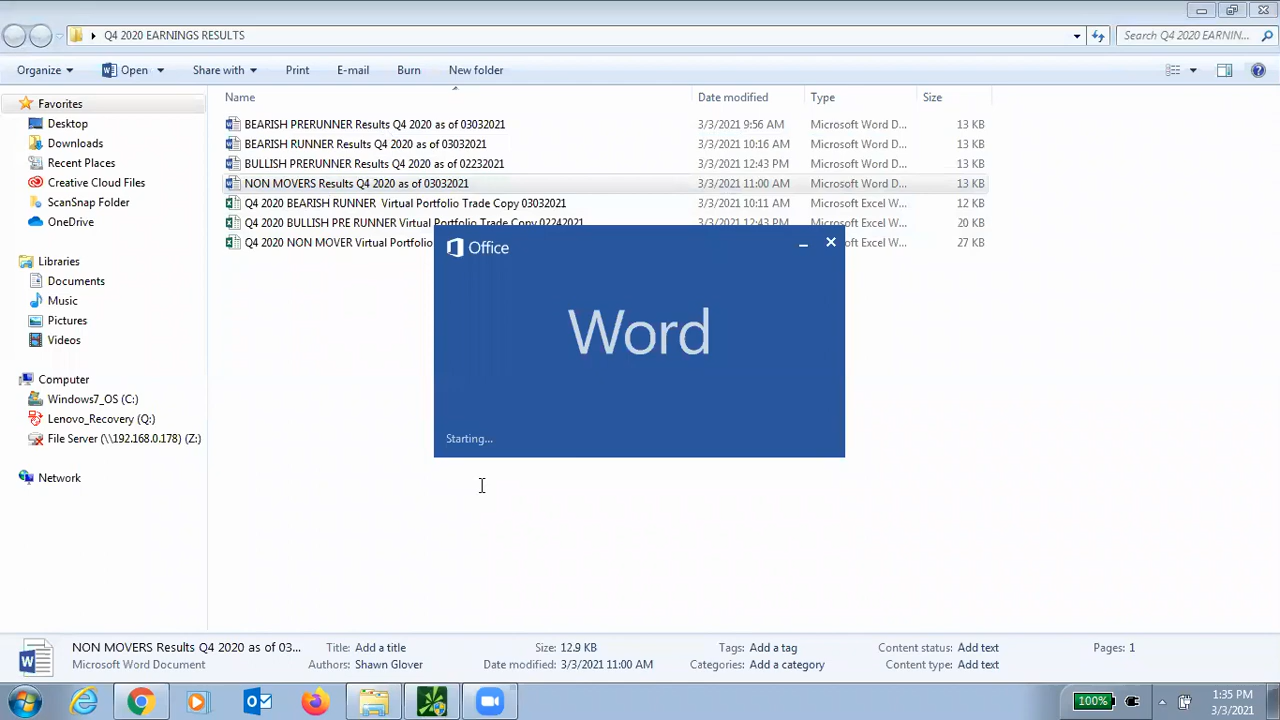 Q4 2020 EARNINGS RESULTS
Search Q4 2020 EARNIN...
Organize Open Share with Print E-mail Burn New folder
Name Date modified Type Size
Favorites
Desktop
Downloads
Recent Places
Creative Cloud Files
ScanSnap Folder
OneDrive
Libraries
Documents
Music
Pictures
Videos
Computer
Windows7_OS (C:)
Lenovo_Recovery (Q:)
File Server (\\192.168.0.178) (Z:)
Network
BEARISH PRERUNNER Results Q4 2020 as of 03032021 3/3/2021 9:56 AM Microsoft Word D... 13 KB
BEARISH RUNNER Results Q4 2020 as of 03032021 3/3/2021 10:16 AM Microsoft Word D... 13 KB
BULLISH PRERUNNER Results Q4 2020 as of 02232021 3/3/2021 12:43 PM Microsoft Word D... 13 KB
NON MOVERS Results Q4 2020 as of 03032021 3/3/2021 11:00 AM Microsoft Word D... 13 KB
Q4 2020 BEARISH RUNNER Virtual Portfolio Trade Copy 03032021 3/3/2021 10:11 AM Microsoft Excel W... 12 KB
Q4 2020 BULLISH PRE RUNNER Virtual Portfolio Trade Copy 02242021 3/3/2021 12:43 PM Microsoft Excel W... 20 KB
Q4 2020 NON MOVER Virtual Portfolio oft Excel W... 27 KB
Office
Word
Starting...
NON MOVERS Results Q4 2020 as of 03... Title: Add a title Size: 12.9 KB Tags: Add a tag Content status: Add text Pages: 1
Microsoft Word Document Authors: Shawn Glover Date modified: 3/3/2021 11:00 AM Categories: Add a category Content type: Add text
100%
1:35 PM
3/3/2021